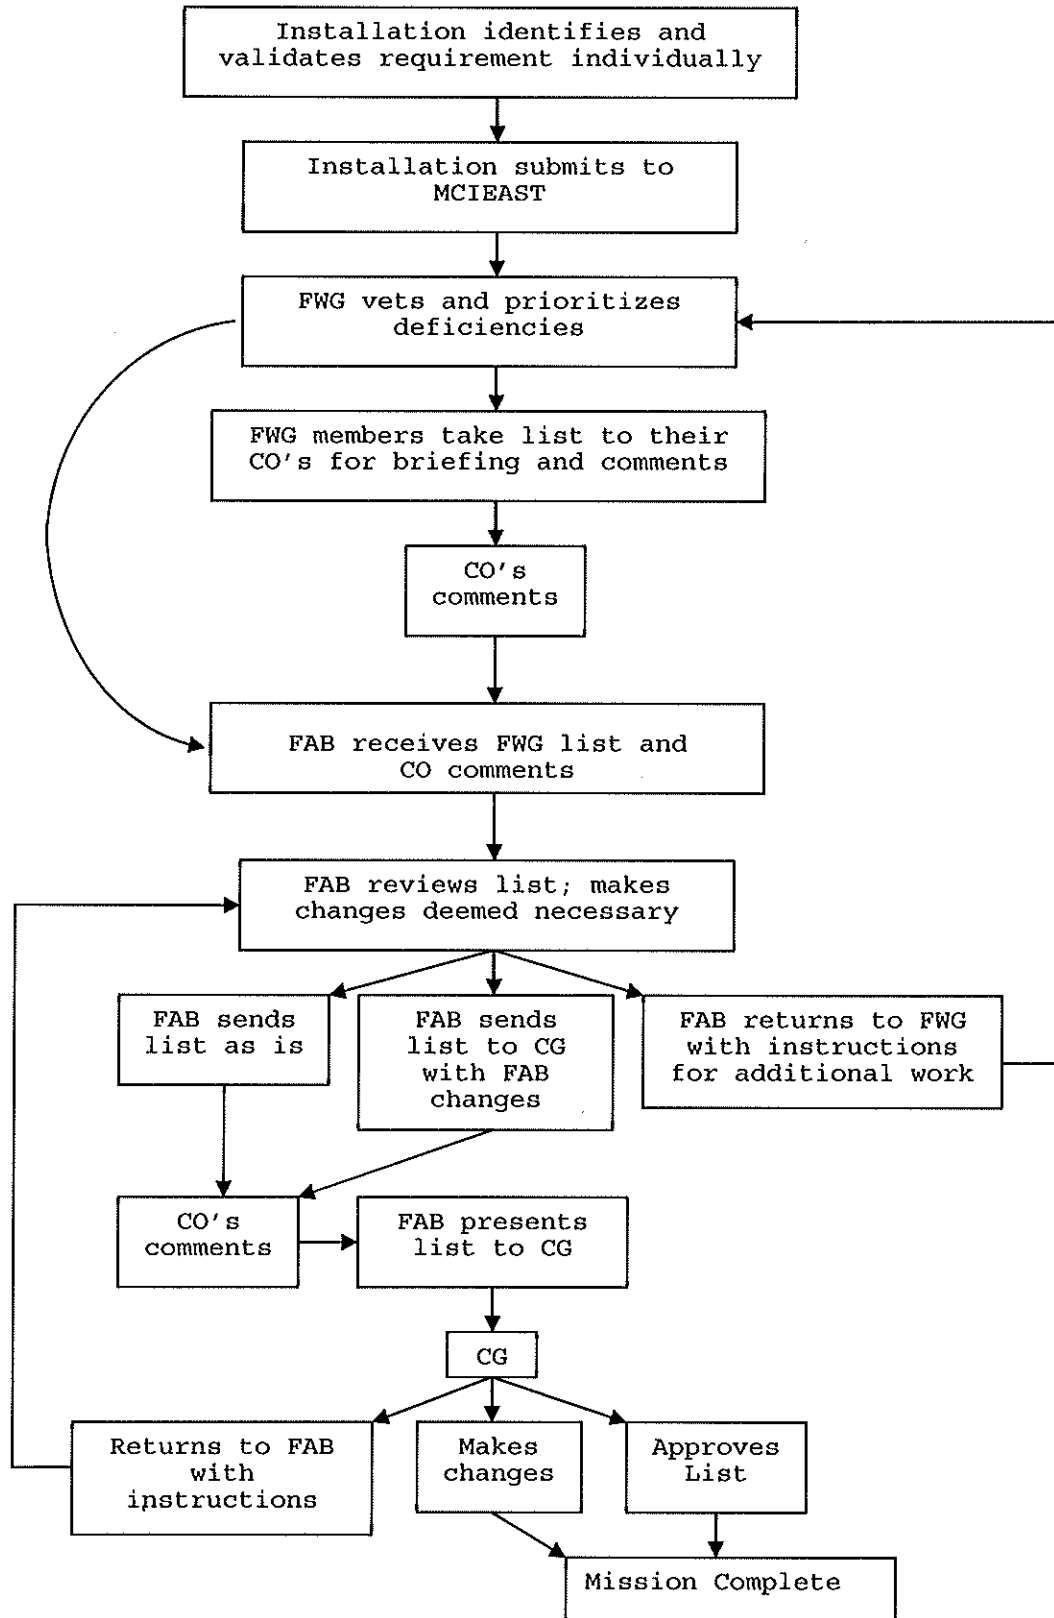 Installation identifies and
validates requirement individually
Installation submits to
MCIEAST
FWG vets and prioritizes
deficiencies
FWG members take list to their
CO's for briefing and comments
CO's
comments
FAB receives FWG list and
CO comments
FAB reviews list; makes
changes deemed necessary
FAB sends
list as is
FAB sends
list to CG
with FAB
changes
FAB returns to FWG
with instructions
for additional work
CO's
comments
FAB presents
list to CG
CG
Returns to FAB
with
instructions
Makes
changes
Approves
List
Mission Complete